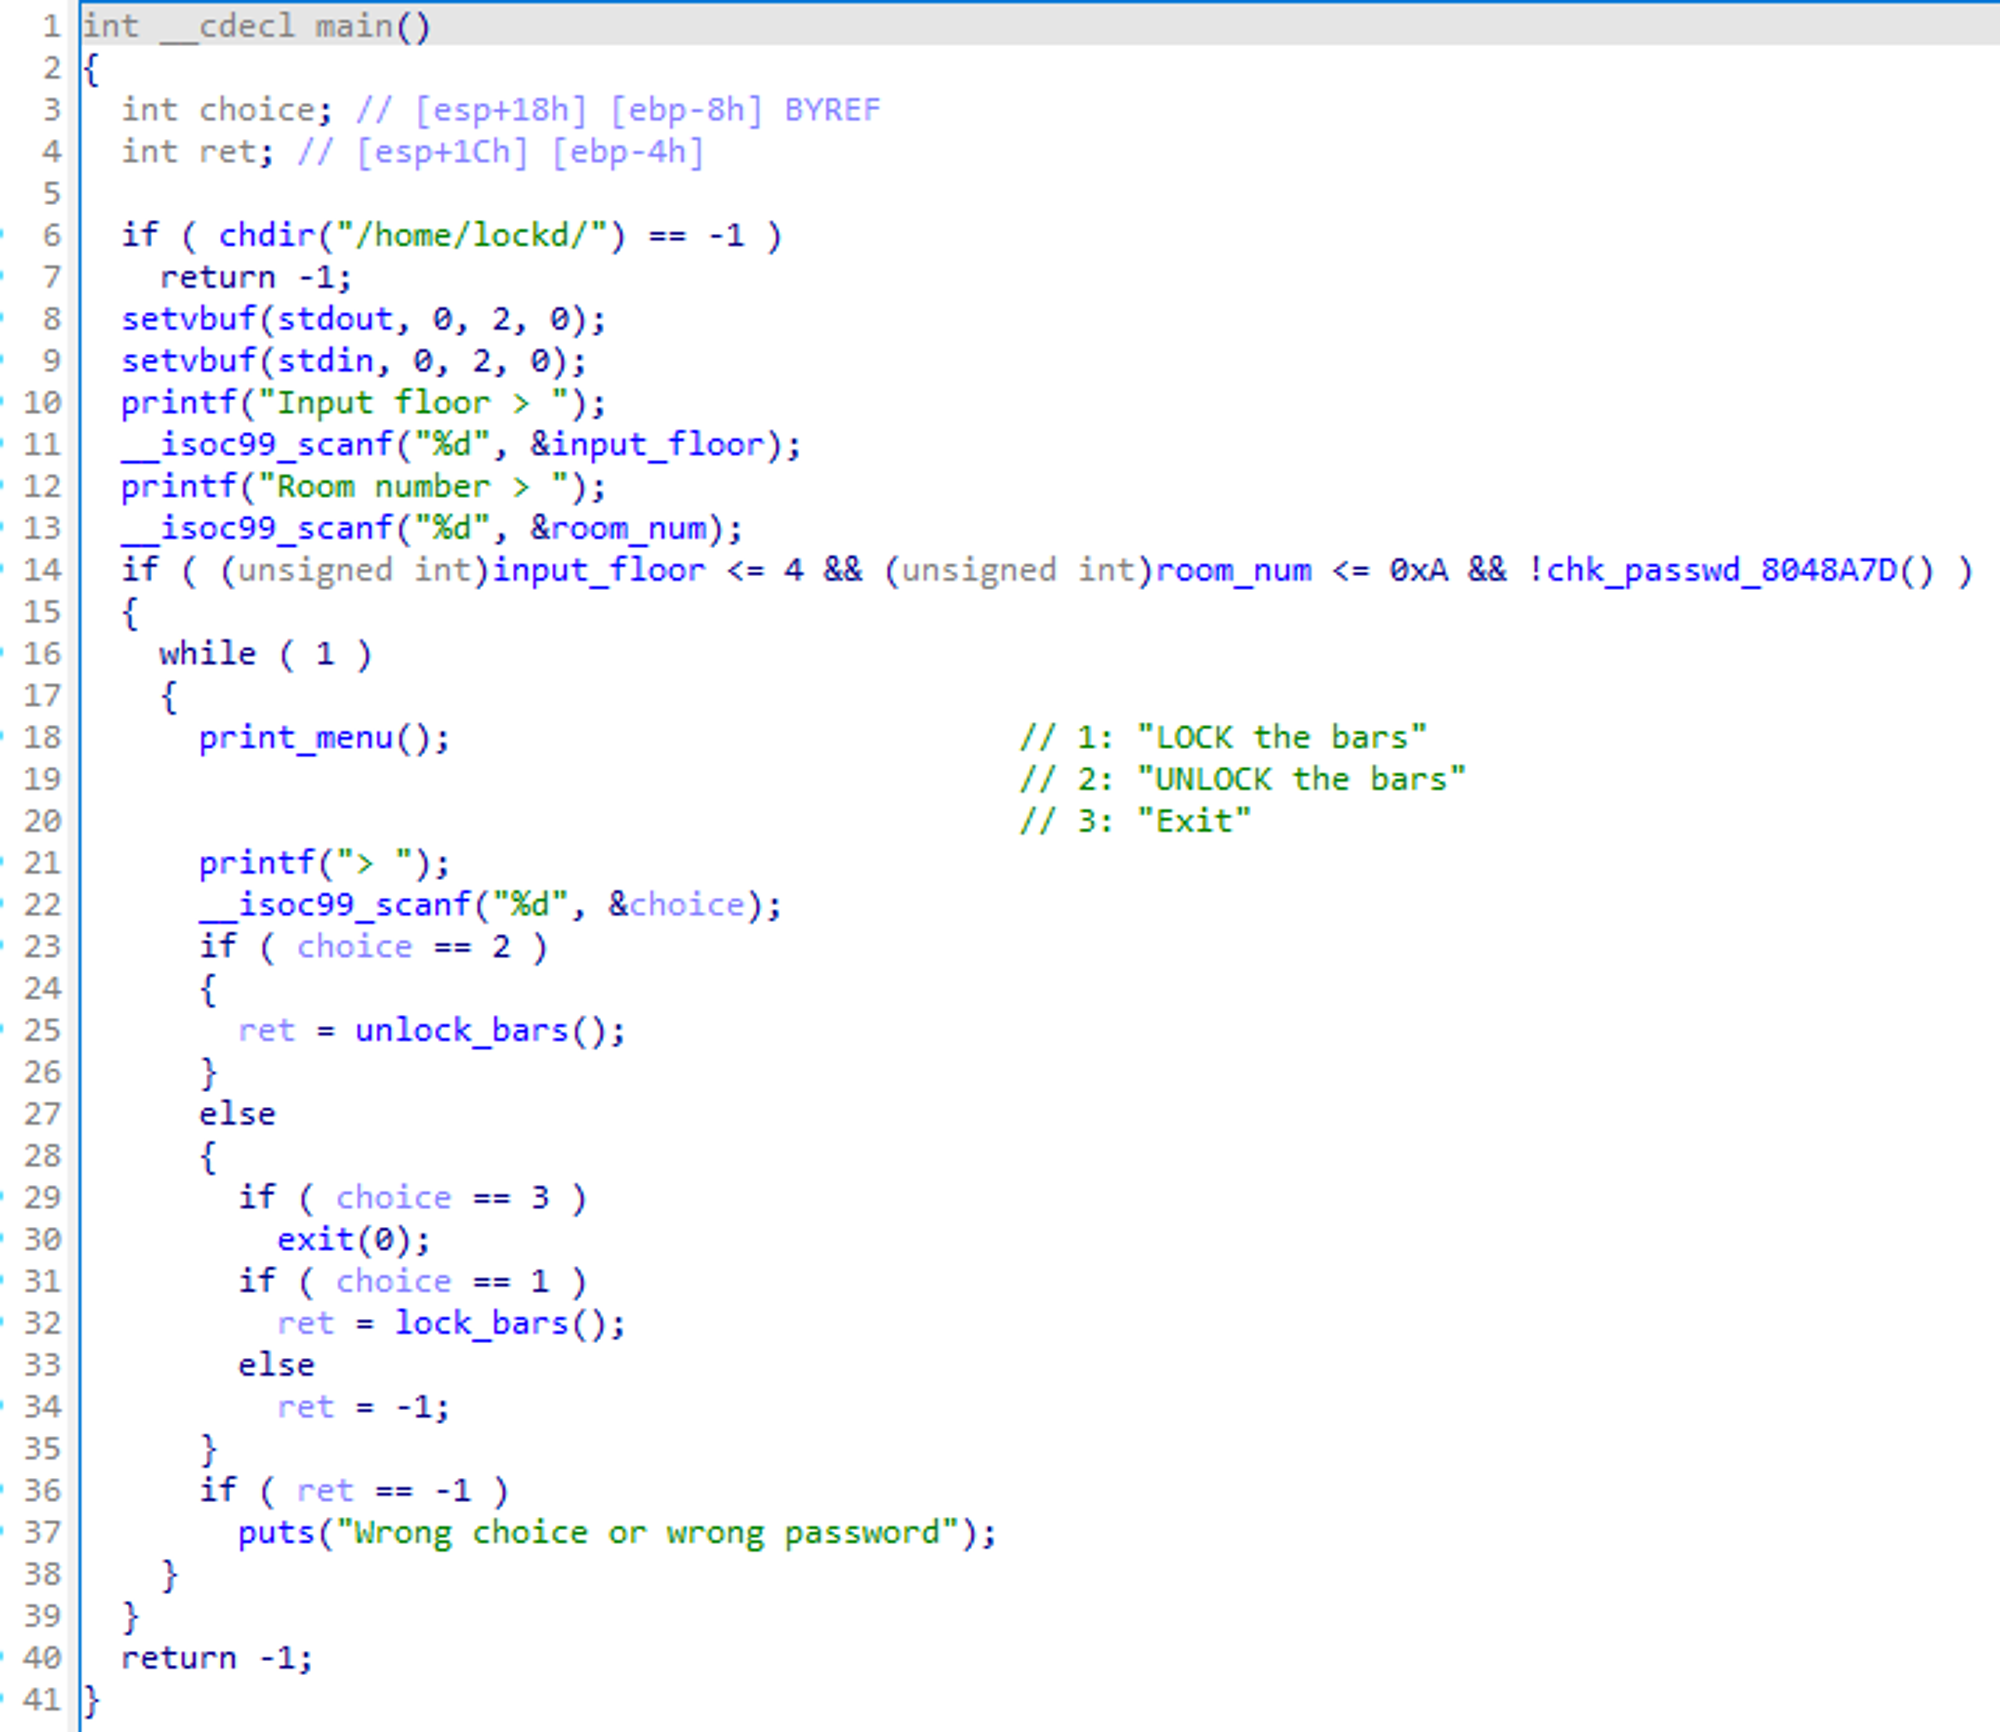 1 int __cdecl main()
2 {
3 int choice; // [esp+18h] [ebp-8h] BYREF
4 int ret; // [esp+1Ch] [ebp-4h]
5
6 if ( chdir("/home/lockd/") == -1 )
7 return -1;
8 setvbuf(stdout, 0, 2, 0);
9 setvbuf(stdin, 0, 2, 0);
10 printf("Input floor > ");
11 __isoc99_scanf("%d", &input_floor);
12 printf("Room number > ");
13 __isoc99_scanf("%d", &room_num);
14 if ( (unsigned int)input_floor <= 4 && (unsigned int)room_num <= 0xA && !chk_passwd_8048A7D() )
15 {
16 while ( 1 )
17 {
18 print_menu(); // 1: "LOCK the bars"
19 // 2: "UNLOCK the bars"
20 // 3: "Exit"
21 printf("> ");
22 __isoc99_scanf("%d", &choice);
23 if ( choice == 2 )
24 {
25 ret = unlock_bars();
26 }
27 else
28 {
29 if ( choice == 3 )
30 exit(0);
31 if ( choice == 1 )
32 ret = lock_bars();
33 else
34 ret = -1;
35 }
36 if ( ret == -1 )
37 puts("Wrong choice or wrong password");
38 }
39 }
40 return -1;
41 }